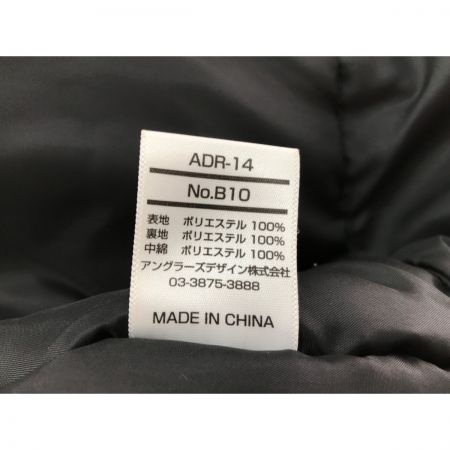 ADR-14
No.B10
表地 ポリエステル 100%
裏地 ポリエステル 100%
中綿 ポリエステル 100%
アングラーズデザイン株式会社
03-3875-3888
MADE IN CHINA